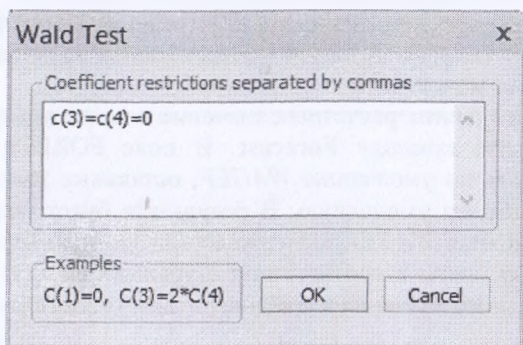 Wald Test x
Coefficient restrictions separated by commas
c(3)=c(4)=0
Examples
C(1)=0, C(3)=2*C(4) OK Cancel